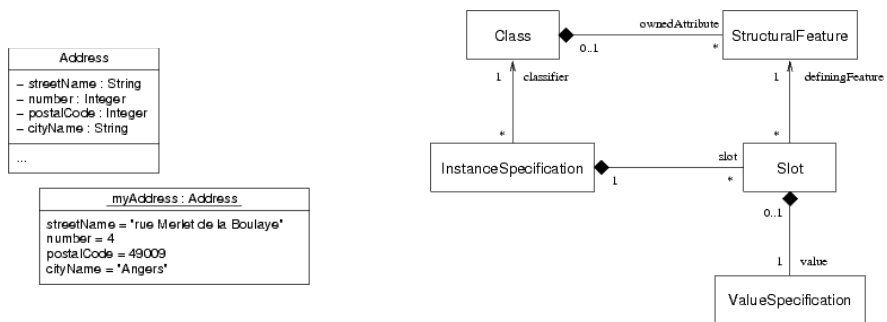 Address
– streetName : String
– number : Integer
– postalCode : Integer
– cityName : String
...
myAddress : Address
streetName = "rue Merlet de la Boulaye"
number = 4
postalCode = 49009
cityName = "Angers"
Class
ownedAttribute
0..1
*
StructuralFeature
1
classifier
1
definingFeature
*
*
InstanceSpecification
slot
1
*
Slot
0..1
1
value
ValueSpecification